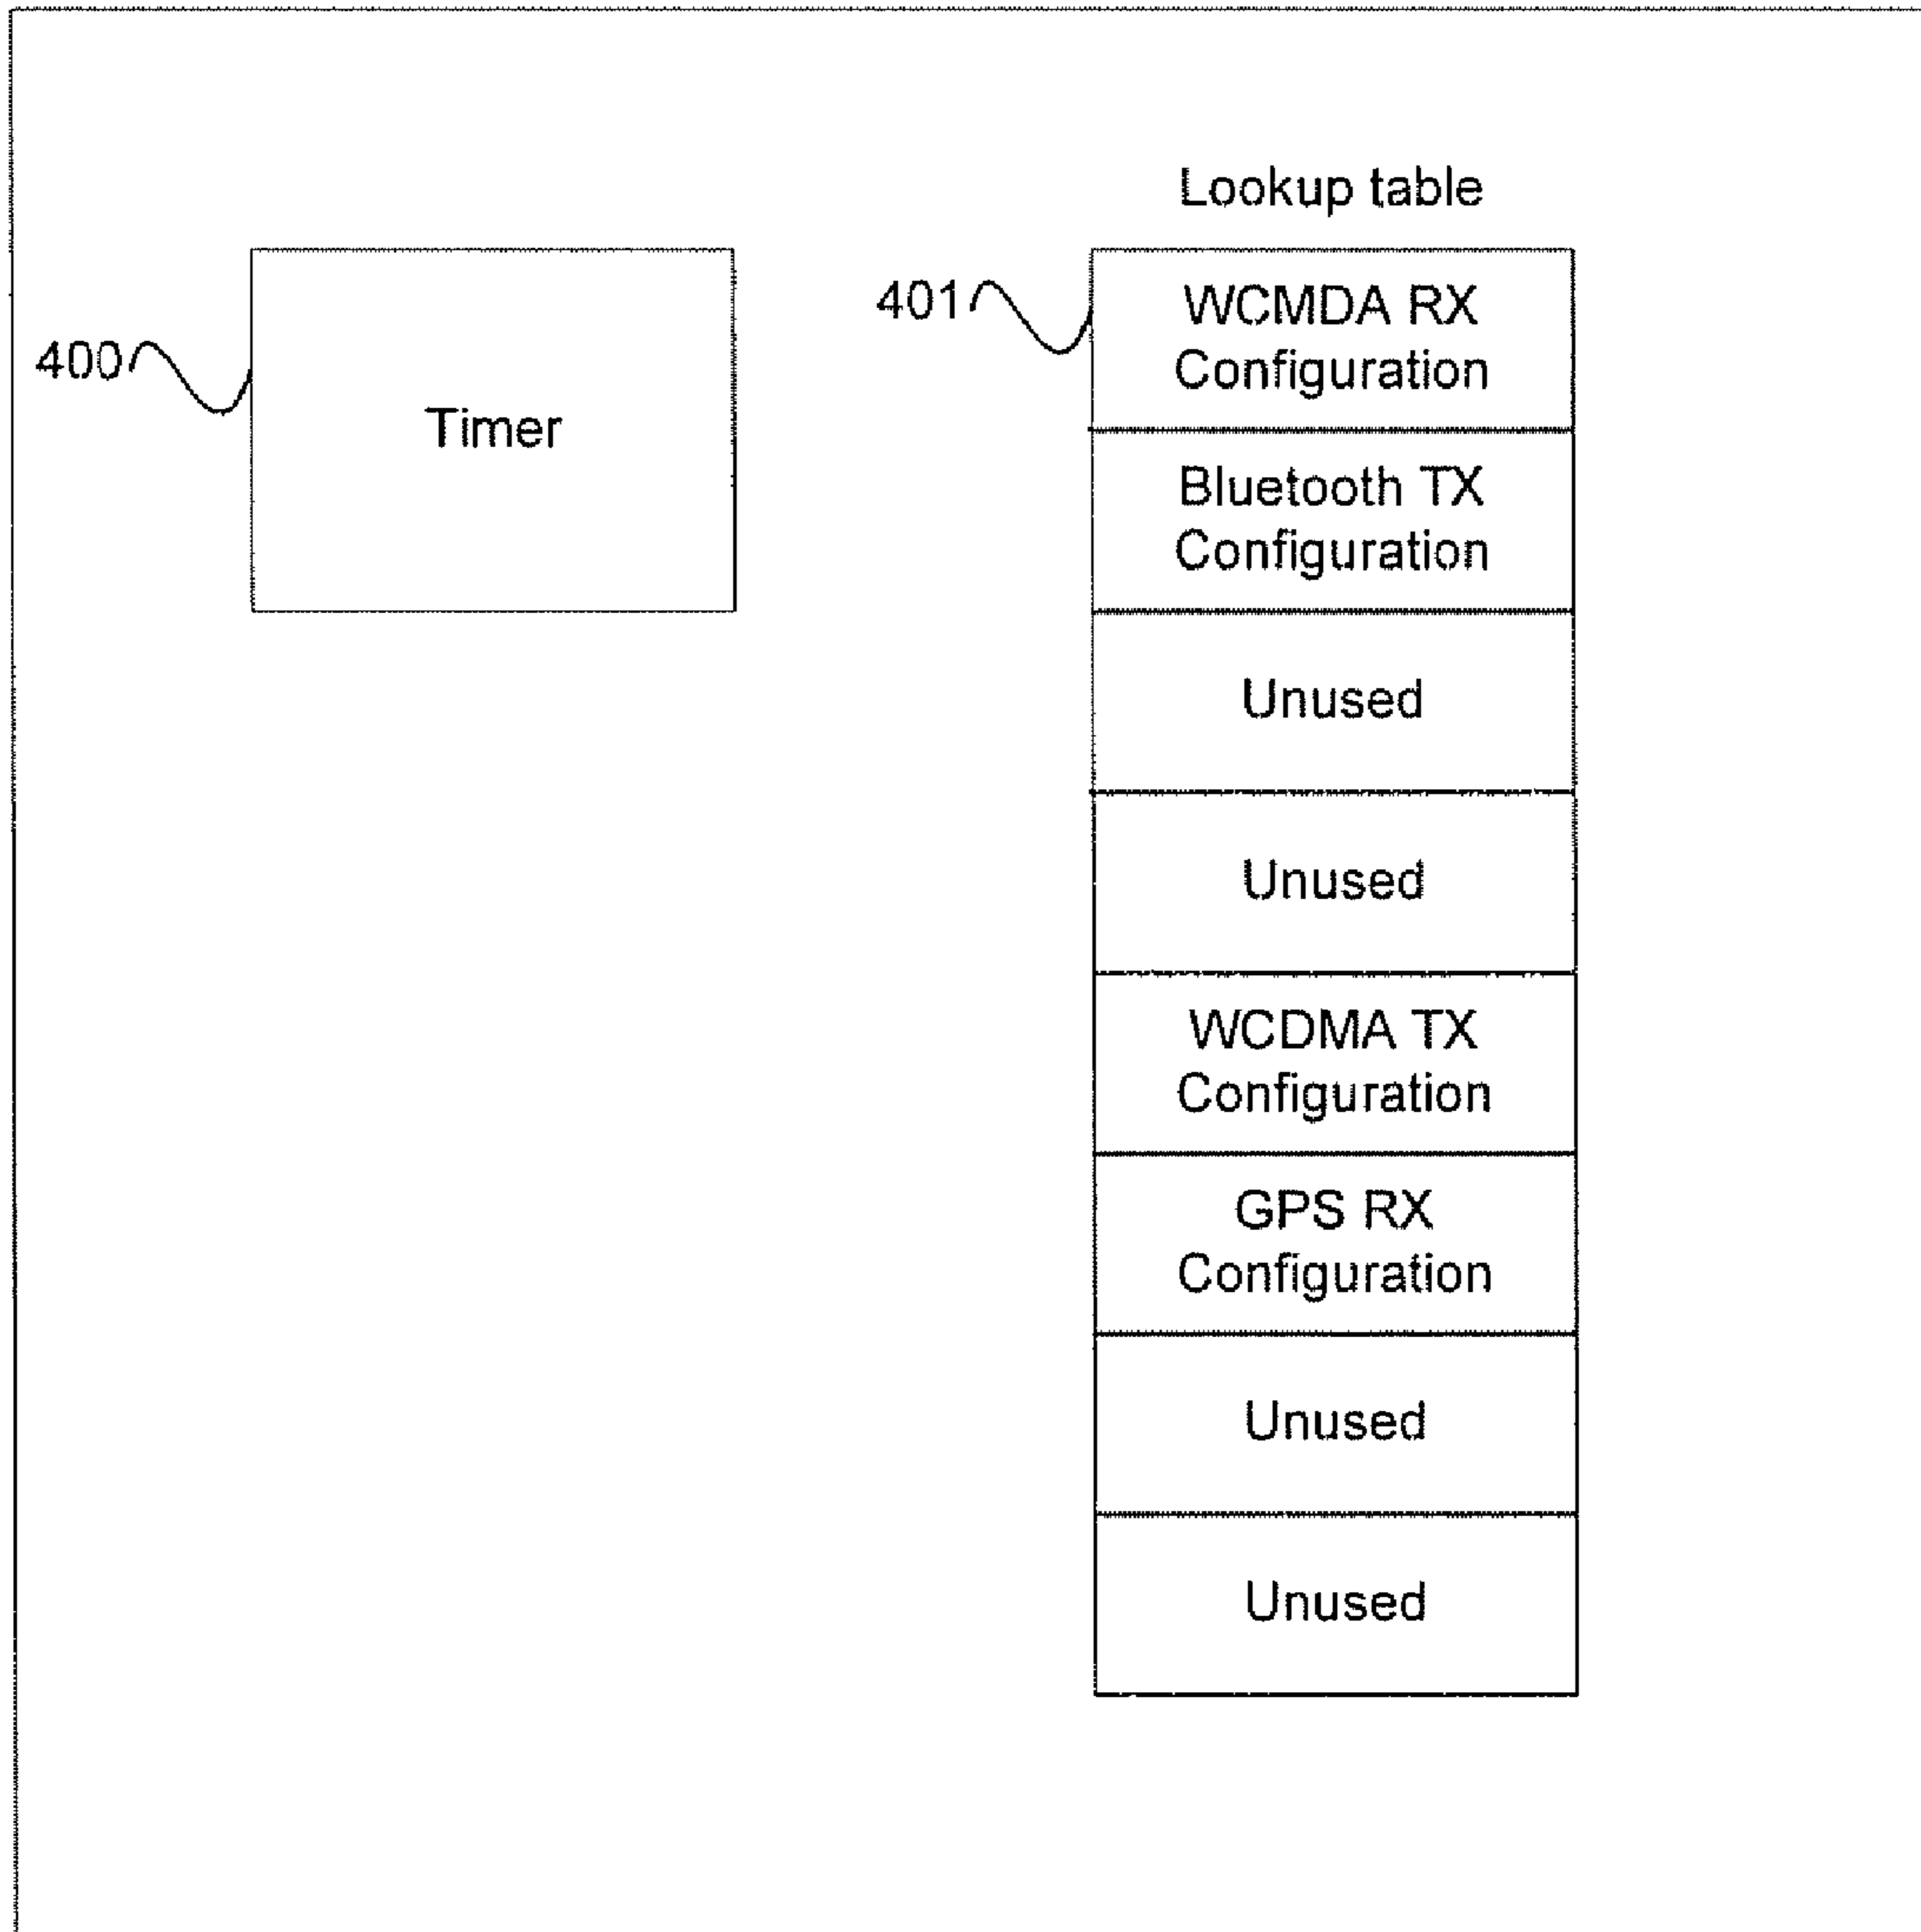 Lookup table
400
Timer
401
WCMDA RX
Configuration
Bluetooth TX
Configuration
Unused
Unused
WCDMA TX
Configuration
GPS RX
Configuration
Unused
Unused